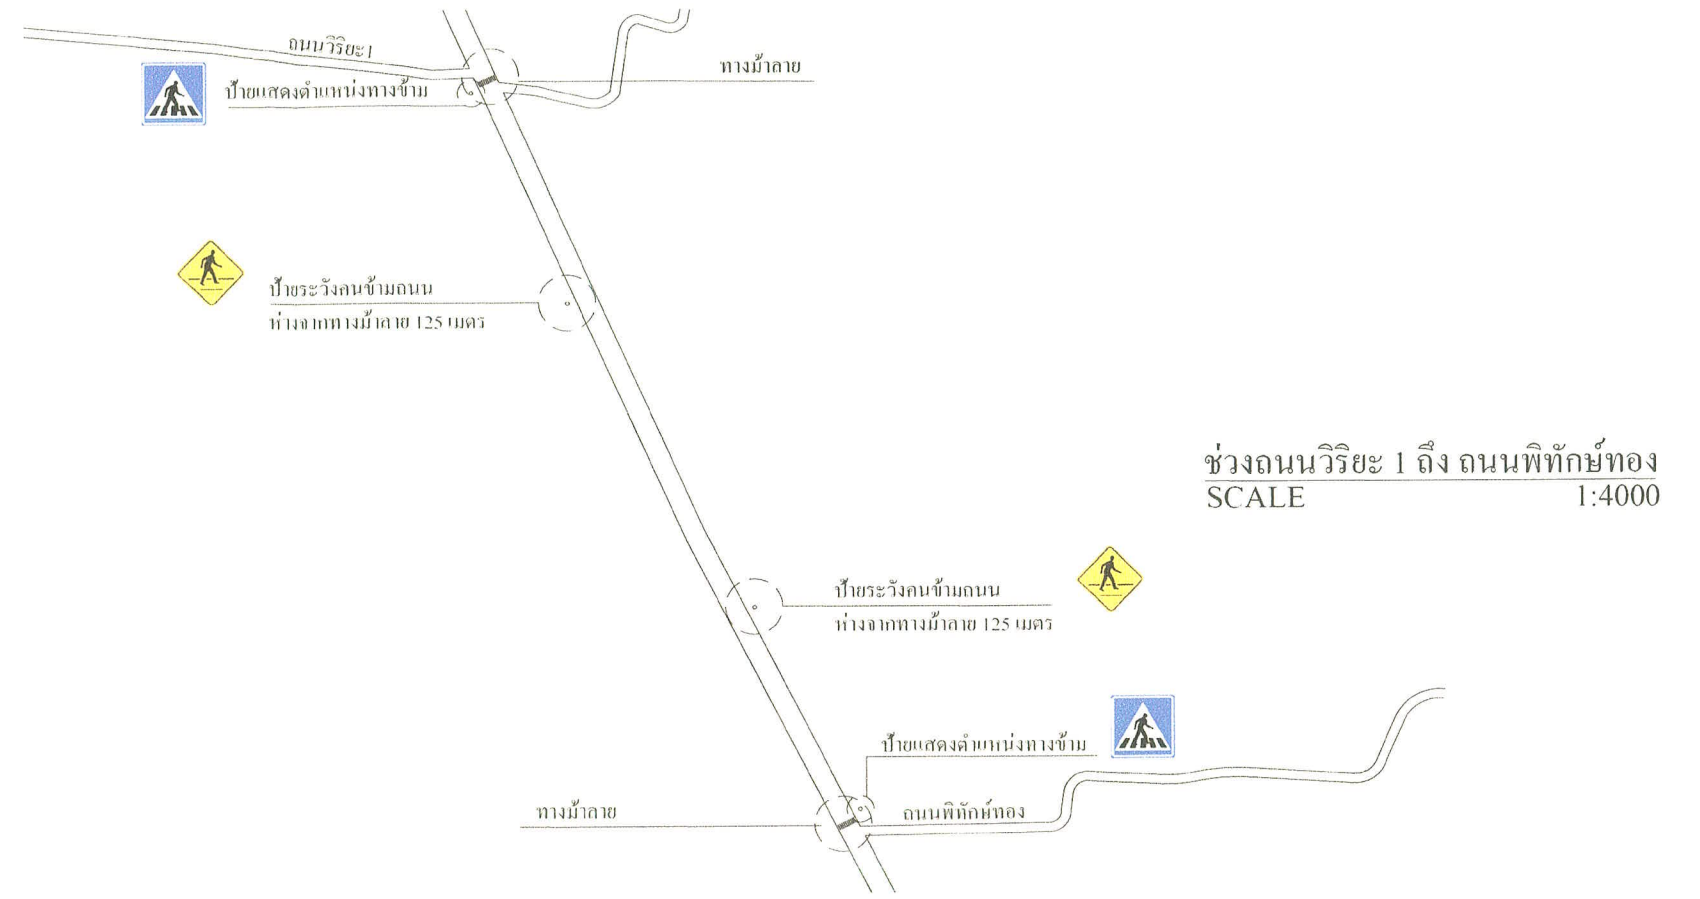 ถนนวิริยะ 1
ทางม้าลาย
ป้ายแสดงตำแหน่งทางข้าม
ป้ายระวังคนข้ามถนน
ห่างจากทางม้าลาย 125 เมตร
ช่วงถนนวิริยะ 1 ถึง ถนนพิทักษ์ทอง
SCALE 1:4000
ป้ายระวังคนข้ามถนน
ห่างจากทางม้าลาย 125 เมตร
ป้ายแสดงตำแหน่งทางข้าม
ทางม้าลาย
ถนนพิทักษ์ทอง